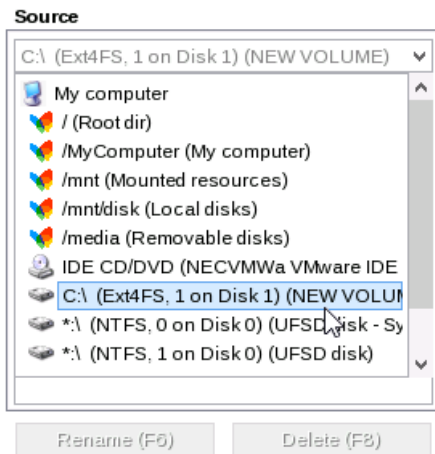 Source
C:\ (Ext4FS, 1 on Disk 1) (NEW VOLUME)
My computer
/ (Root dir)
/MyComputer (My computer)
/mnt (Mounted resources)
/mnt/disk (Local disks)
/media (Removable disks)
IDE CD/DVD (NECVMWa VMware IDE
C:\ (Ext4FS, 1 on Disk 1) (NEW VOLUM
*:\ (NTFS, 0 on Disk 0) (UFSD disk - Sy
*:\ (NTFS, 1 on Disk 0) (UFSD disk)
Rename (F6) Delete (F8)